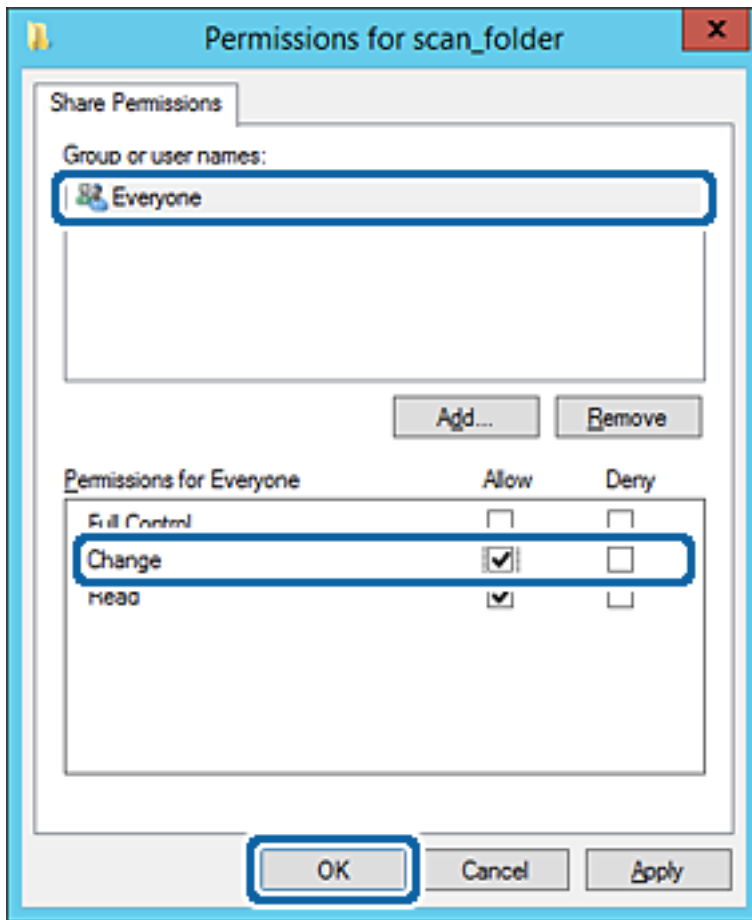 Permissions for scan_folder
Share Permissions
Group or user names:
Everyone
Add... Remove
Permissions for Everyone Allow Deny
Full Control
Change
Read
OK Cancel Apply